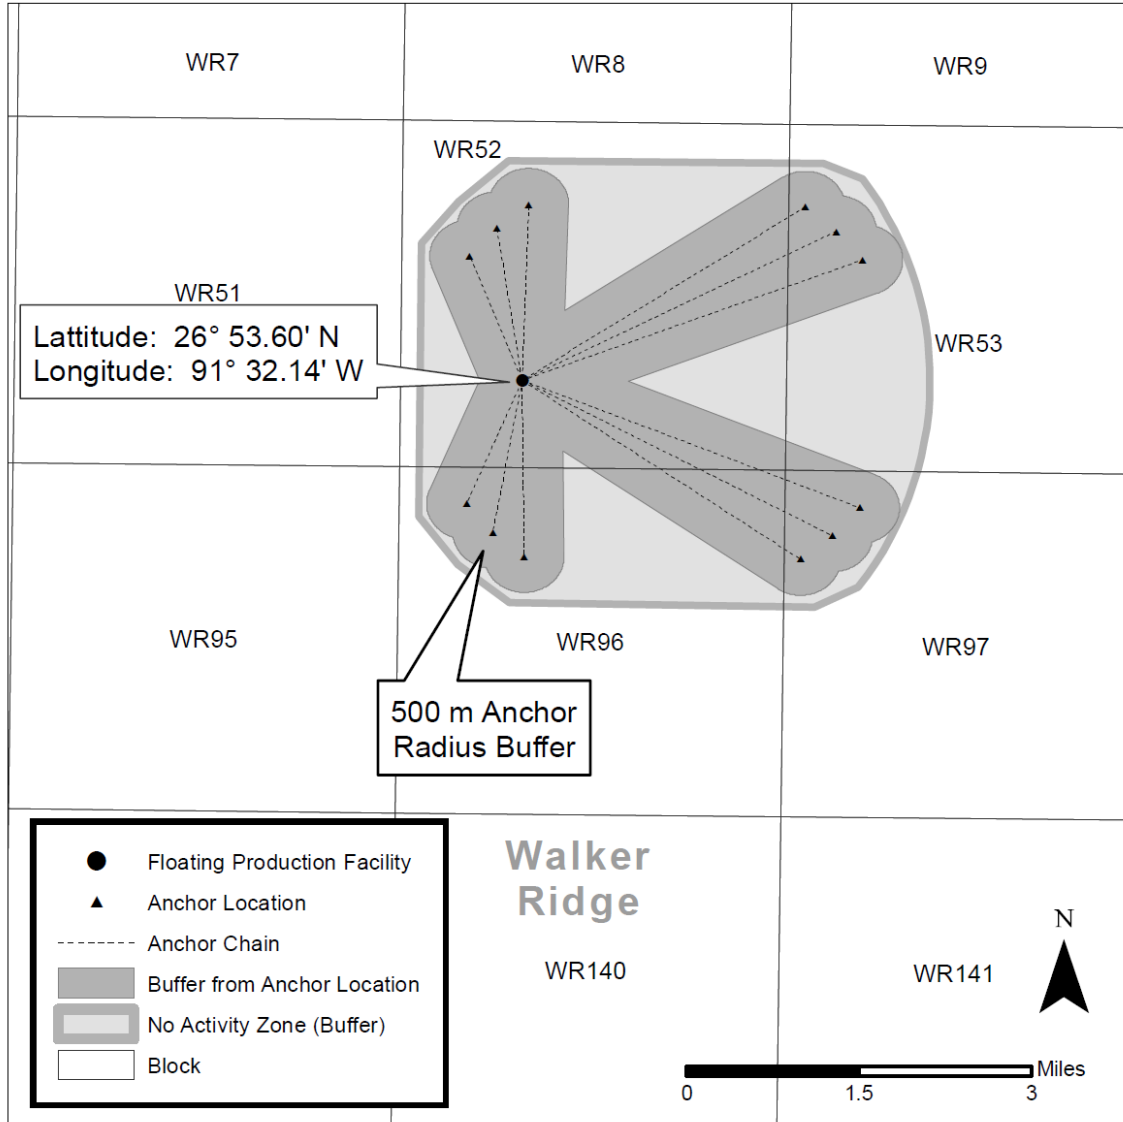 WR7
WR8
WR9
WR52
WR51
Lattitude:  26° 53.60' N
Longitude:  91° 32.14' W
WR53
WR95
WR96
WR97
500 m Anchor
Radius Buffer
Walker
Ridge
WR140
WR141
N
Floating Production Facility
Anchor Location
Anchor Chain
Buffer from Anchor Location
No Activity Zone (Buffer)
Block
Miles
0
1.5
3